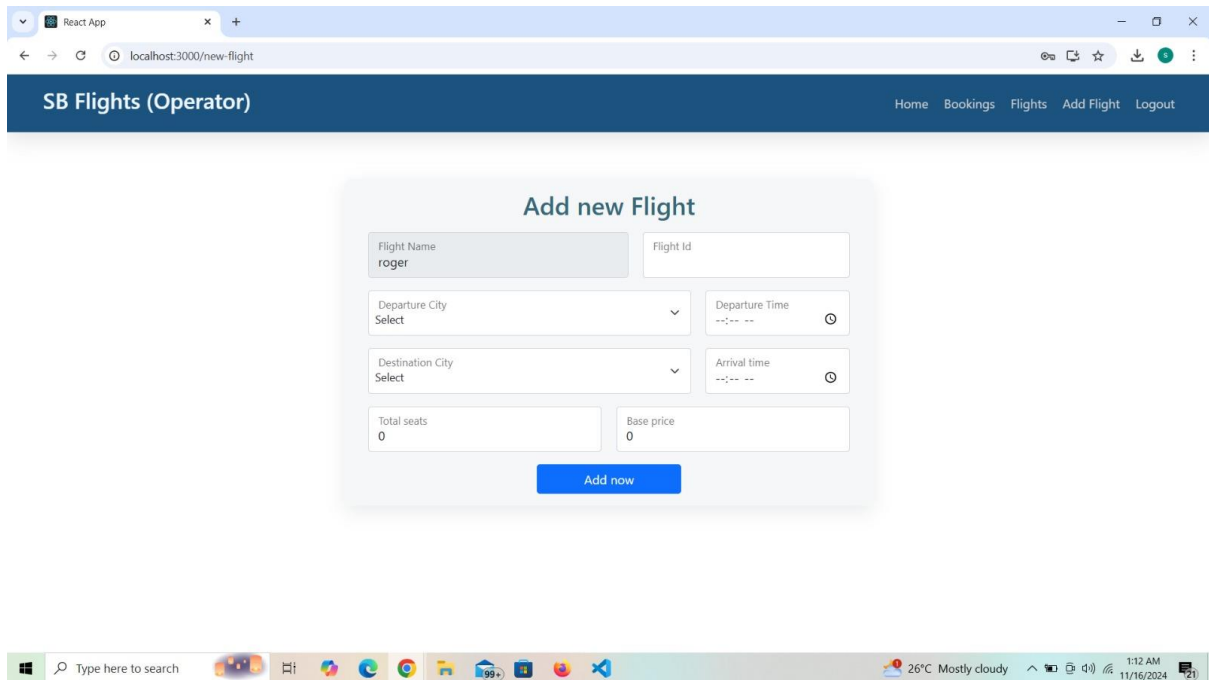 React App
localhost:3000/new-flight
S
SB Flights (Operator)
Home Bookings Flights Add Flight Logout
Add new Flight
Flight Name
roger
Flight Id
Departure City
Select
Departure Time
--:-- --
Destination City
Select
Arrival time
--:-- --
Total seats
0
Base price
0
Add now
Type here to search
99+
26°C Mostly cloudy
1:12 AM
11/16/2024
21